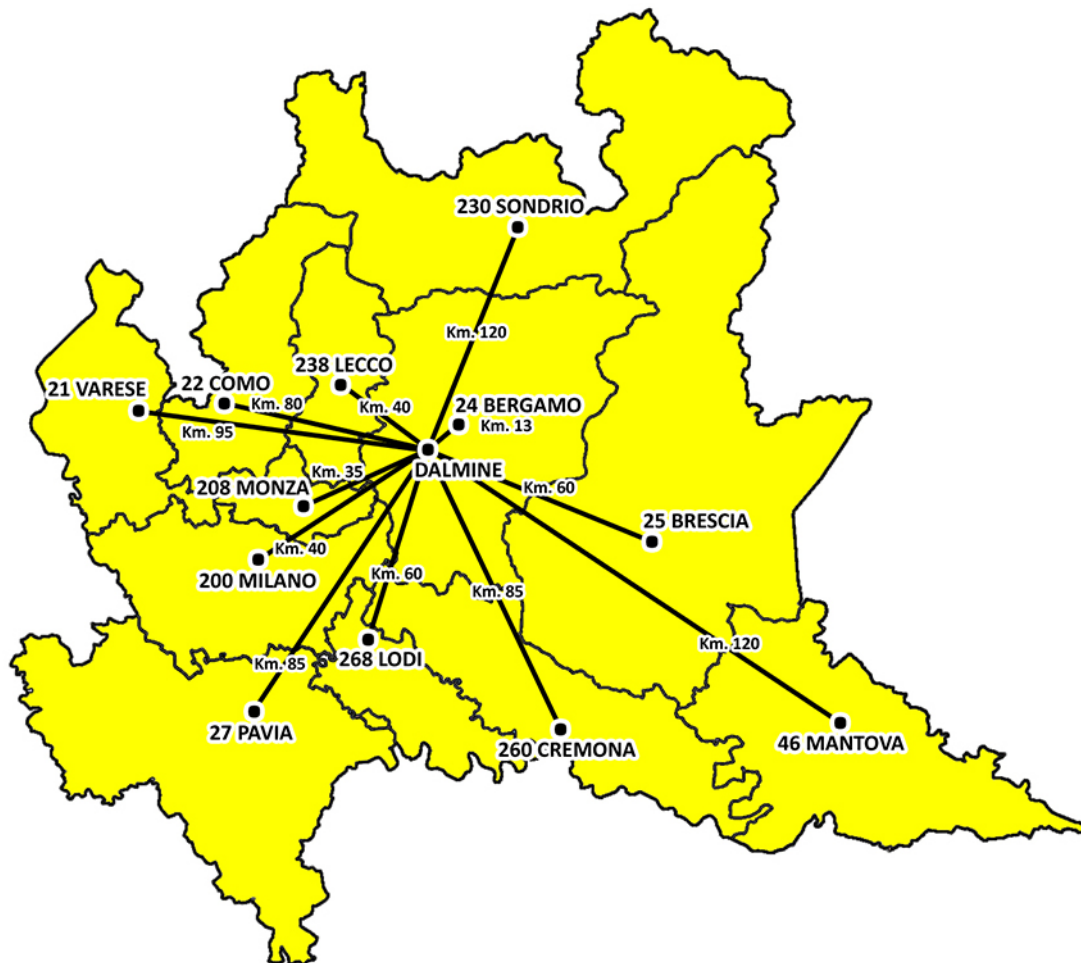 230 SONDRIO
Km. 120
238 LECCO
22 COMO
21 VARESE
Km. 80
Km. 40
24 BERGAMO
Km. 13
Km. 95
DALMINE
Km. 35
208 MONZA
Km. 60
25 BRESCIA
Km. 40
200 MILANO
Km. 60
Km. 85
Km. 120
268 LODI
Km. 85
27 PAVIA
260 CREMONA
46 MANTOVA